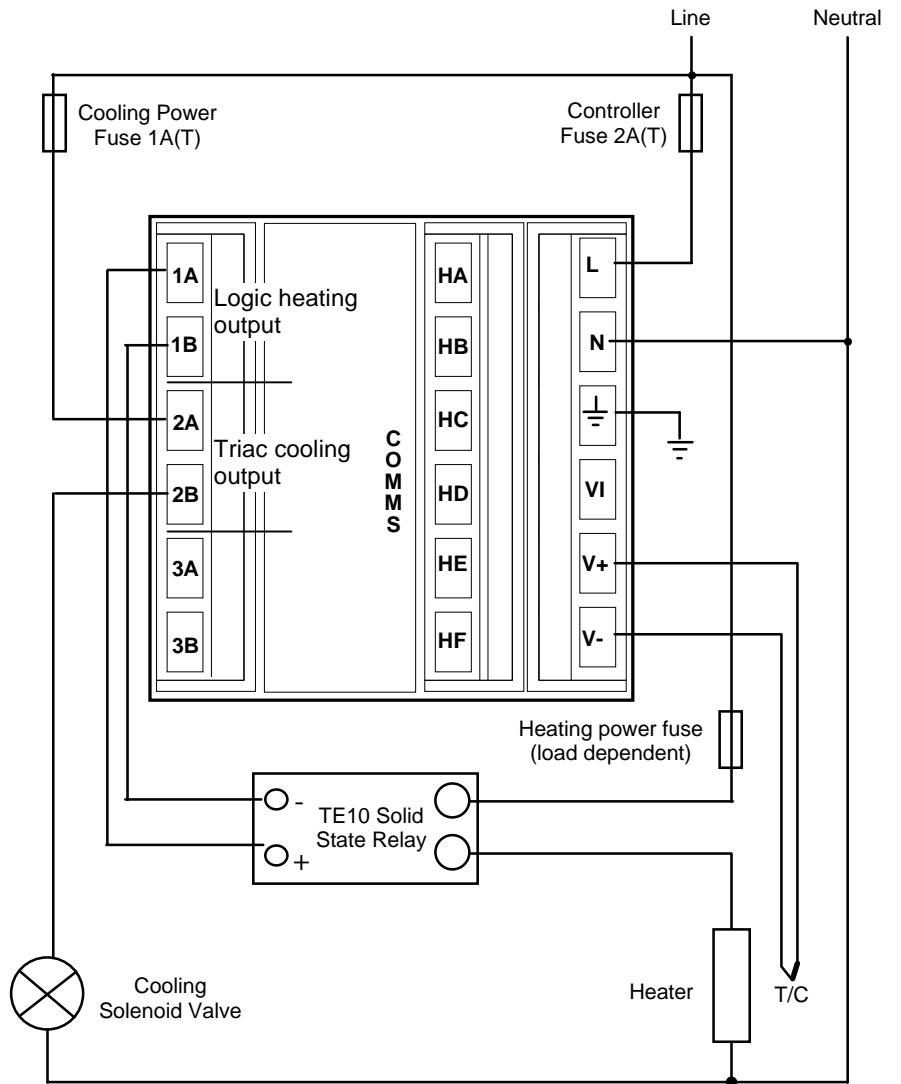 Line
Neutral
Cooling Power
Fuse 1A(T)
Controller
Fuse 2A(T)
1A
1B
2A
2B
3A
3B
Logic heating
output
Triac cooling
output
COMMS
HA
HB
HC
HD
HE
HF
L
N
VI
V+
V-
Heating power fuse
(load dependent)
-
TE10 Solid
State Relay
+
Cooling
Solenoid Valve
Heater
T/C